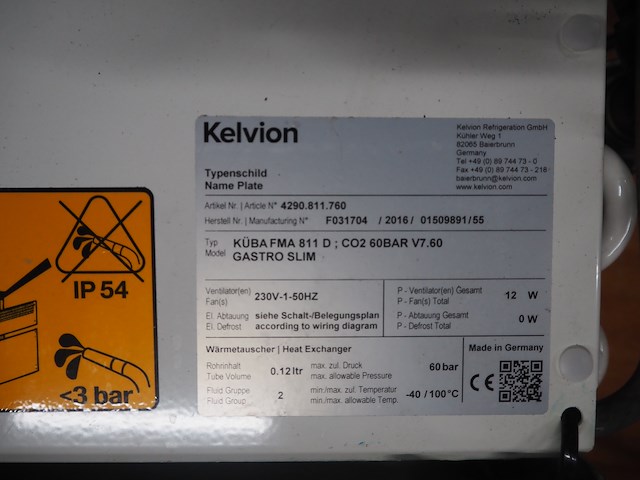 Kelvion
Kelvion Refrigeration GmbH
Kühler Weg 1
82065 Baierbrunn
Germany
Tel +49 (0) 89 744 73 - 0
Fax +49 (0) 89 744 73 - 218
baierbrunn@kelvion.com
www.kelvion.com
Typenschild
Name Plate
Artikel Nr. | Article N° 4290.811.760
Herstell Nr. | Manufacturing N° F031704 / 2016 / 01509891/55
Typ KÜBA FMA 811 D ; CO2 60BAR V7.60
Model GASTRO SLIM
Ventilator(en) 230V-1-50HZ P - Ventilator(en) Gesamt 12 W
Fan(s) P - Fan(s) Total
El. Abtauung siehe Schalt-/Belegungsplan P - Abtauung Gesamt 0 W
El. Defrost according to wiring diagram P - Defrost Total
Wärmetauscher | Heat Exchanger
Made in Germany
Rohrinhalt 0.12 ltr max. zul. Druck 60 bar
Tube Volume max. allowable Pressure
Fluid Gruppe 2 min./max. zul. Temperatur -40 / 100°C
Fluid Group min./max. allowable Temp.
CE
IP 54
<3 bar